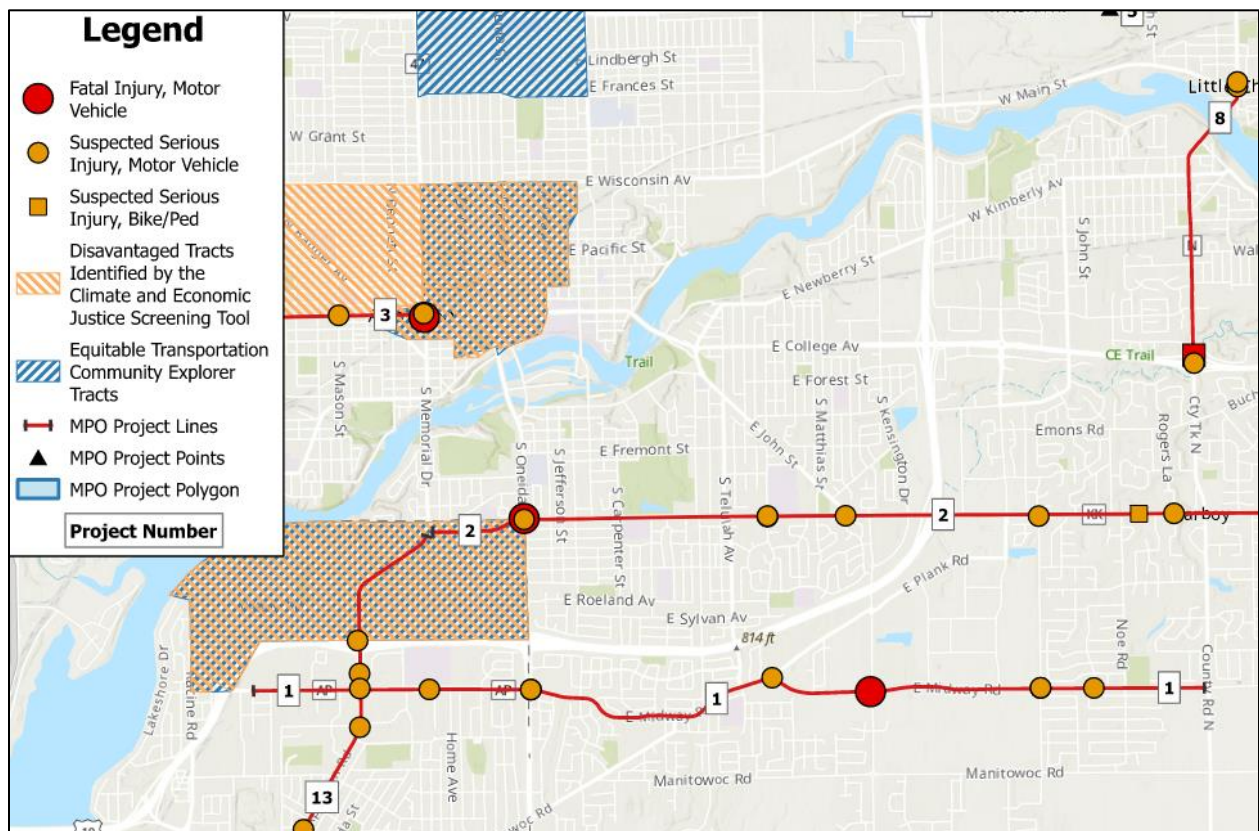 Legend
Fatal Injury, Motor
Vehicle
Suspected Serious
Injury, Motor Vehicle
Suspected Serious
Injury, Bike/Ped
Disavantaged Tracts
Identified by the
Climate and Economic
Justice Screening Tool
Equitable Transportation
Community Explorer
Tracts
MPO Project Lines
MPO Project Points
MPO Project Polygon
Project Number
47
E Lindbergh St
E Frances St
W Grant St
W Main St
8
E Wisconsin Av
W Kimberly Av
S John St
N
E Pacific St
E Newberry St
3
E College Av
CE Trail
Trail
E Forest St
S Mason St
S Memorial Dr
S Matthias St
S Kensington Dr
Cty Tk N
Rogers La
Emons Rd
E Fremont St
E John St
S Oneida
S Jefferson St
S Carpenter St
S Telulah Av
2
2
KK
E Plank Rd
E Roeland Av
E Sylvan Av
814 ft
Noe Rd
County Rd N
Lakeshore Dr
1
AP
AP
1
E Midway Rd
1
Home Ave
Manitowoc Rd
Manitowoc Rd
13